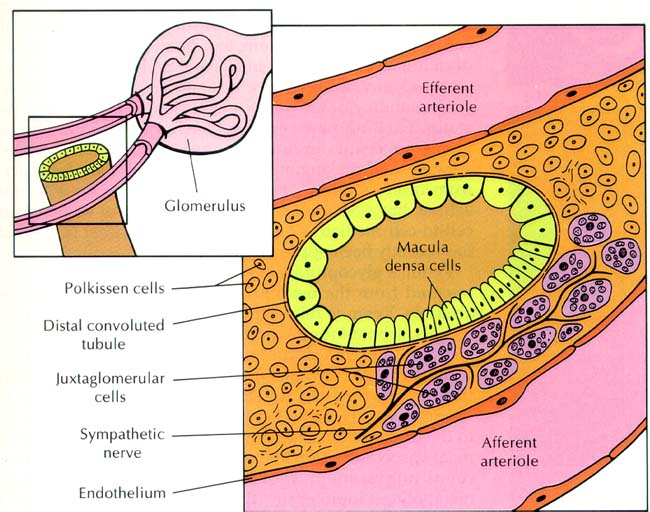 Efferent
arteriole
Glomerulus
Macula
densa cells
Polkissen cells
Distal convoluted
tubule
Juxtaglomerular
cells
Sympathetic
nerve
Afferent
arteriole
Endothelium